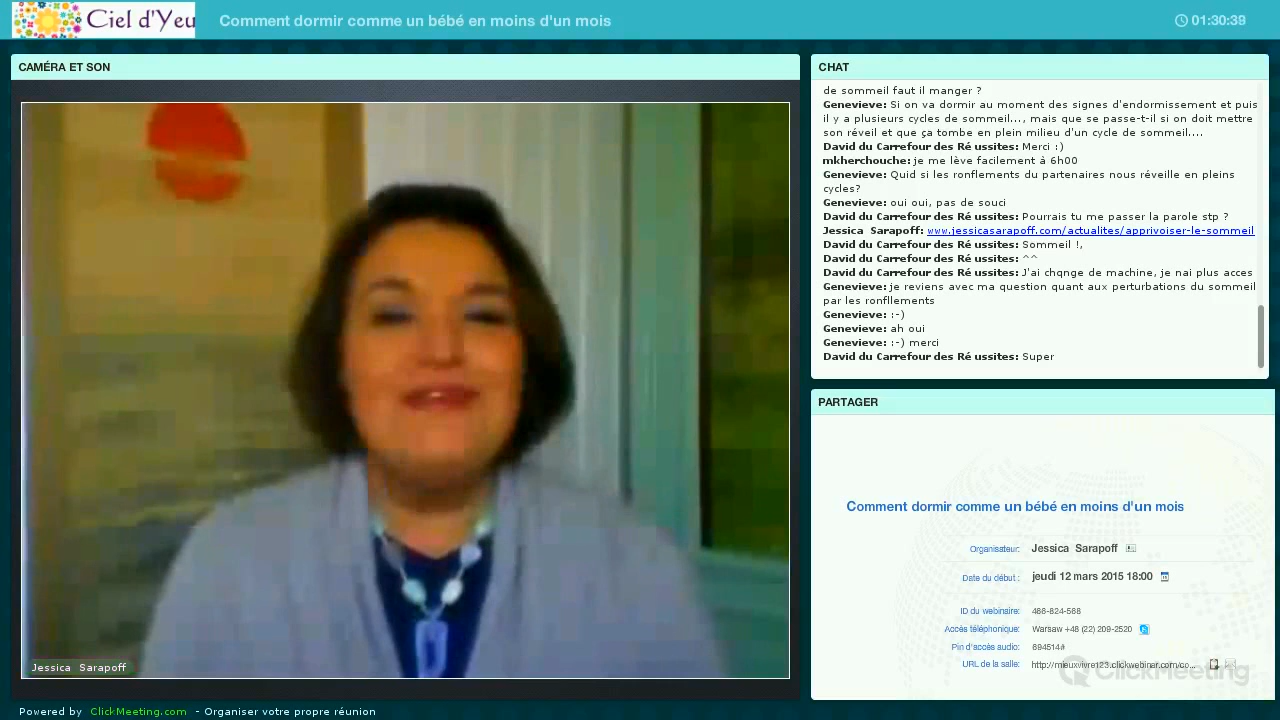 Ciel d'Yeu
Comment dormir comme un bébé en moins d'un mois
01:30:39
CAMÉRA ET SON
Jessica Sarapoff
CHAT
de sommeil faut il manger ?
Genevieve: Si on va dormir au moment des signes d'endormissement et puis
il y a plusieurs cycles de sommeil..., mais que se passe-t-il si on doit mettre
son réveil et que ça tombe en plein milieu d'un cycle de sommeil....
David du Carrefour des Ré ussites: Merci :)
mkherchouche: je me lève facilement à 6h00
Genevieve: Quid si les ronflements du partenaires nous réveille en pleins
cycles?
Genevieve: oui oui, pas de souci
David du Carrefour des Ré ussites: Pourrais tu me passer la parole stp ?
Jessica Sarapoff: www.jessicasarapoff.com/actualites/apprivoiser-le-sommeil
David du Carrefour des Ré ussites: Sommeil !,
David du Carrefour des Ré ussites: ^^
David du Carrefour des Ré ussites: J'ai chqnge de machine, je nai plus acces
Genevieve: je reviens avec ma question quant aux perturbations du sommeil
par les ronfllements
Genevieve: :-)
Genevieve: ah oui
Genevieve: :-) merci
David du Carrefour des Ré ussites: Super
PARTAGER
Comment dormir comme un bébé en moins d'un mois
Organisateur: Jessica Sarapoff
Date du début : jeudi 12 mars 2015 18:00
ID du webinaire: 466-824-568
Accès téléphonique: Warsaw +48 (22) 209-2520
Pin d'accès audio: 694514#
URL de la salle: http://mieuxvivre123.clickwebinar.com/co...
ClickMeeting
Powered by ClickMeeting.com - Organiser votre propre réunion